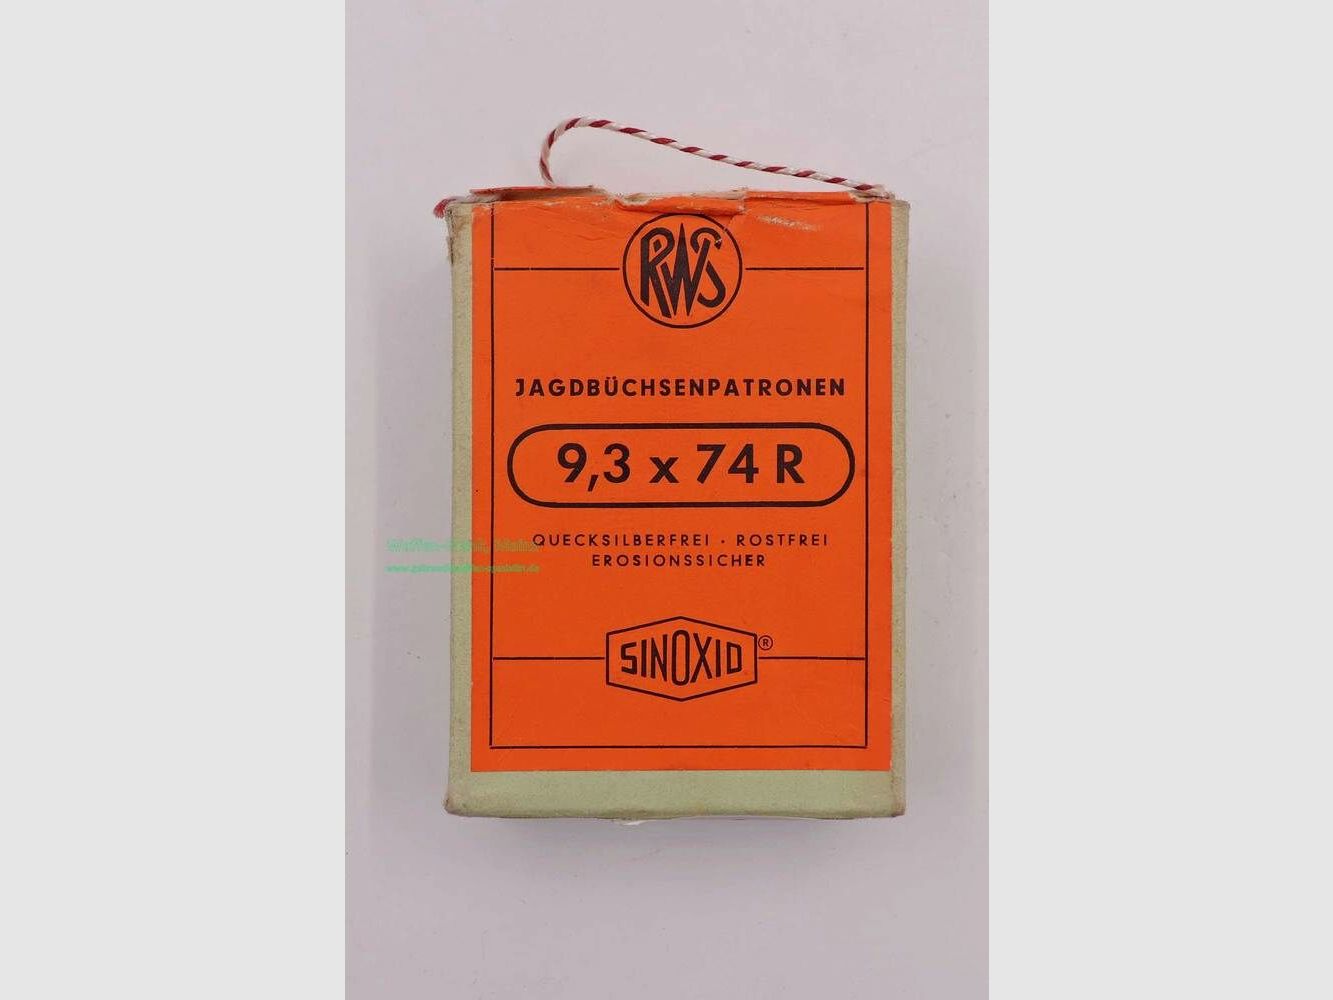 RWS
JAGDBÜCHSENPATRONEN
9,3 x 74 R
QUECKSILBERFREI · ROSTFREI
EROSIONSSICHER
SINOXID ®